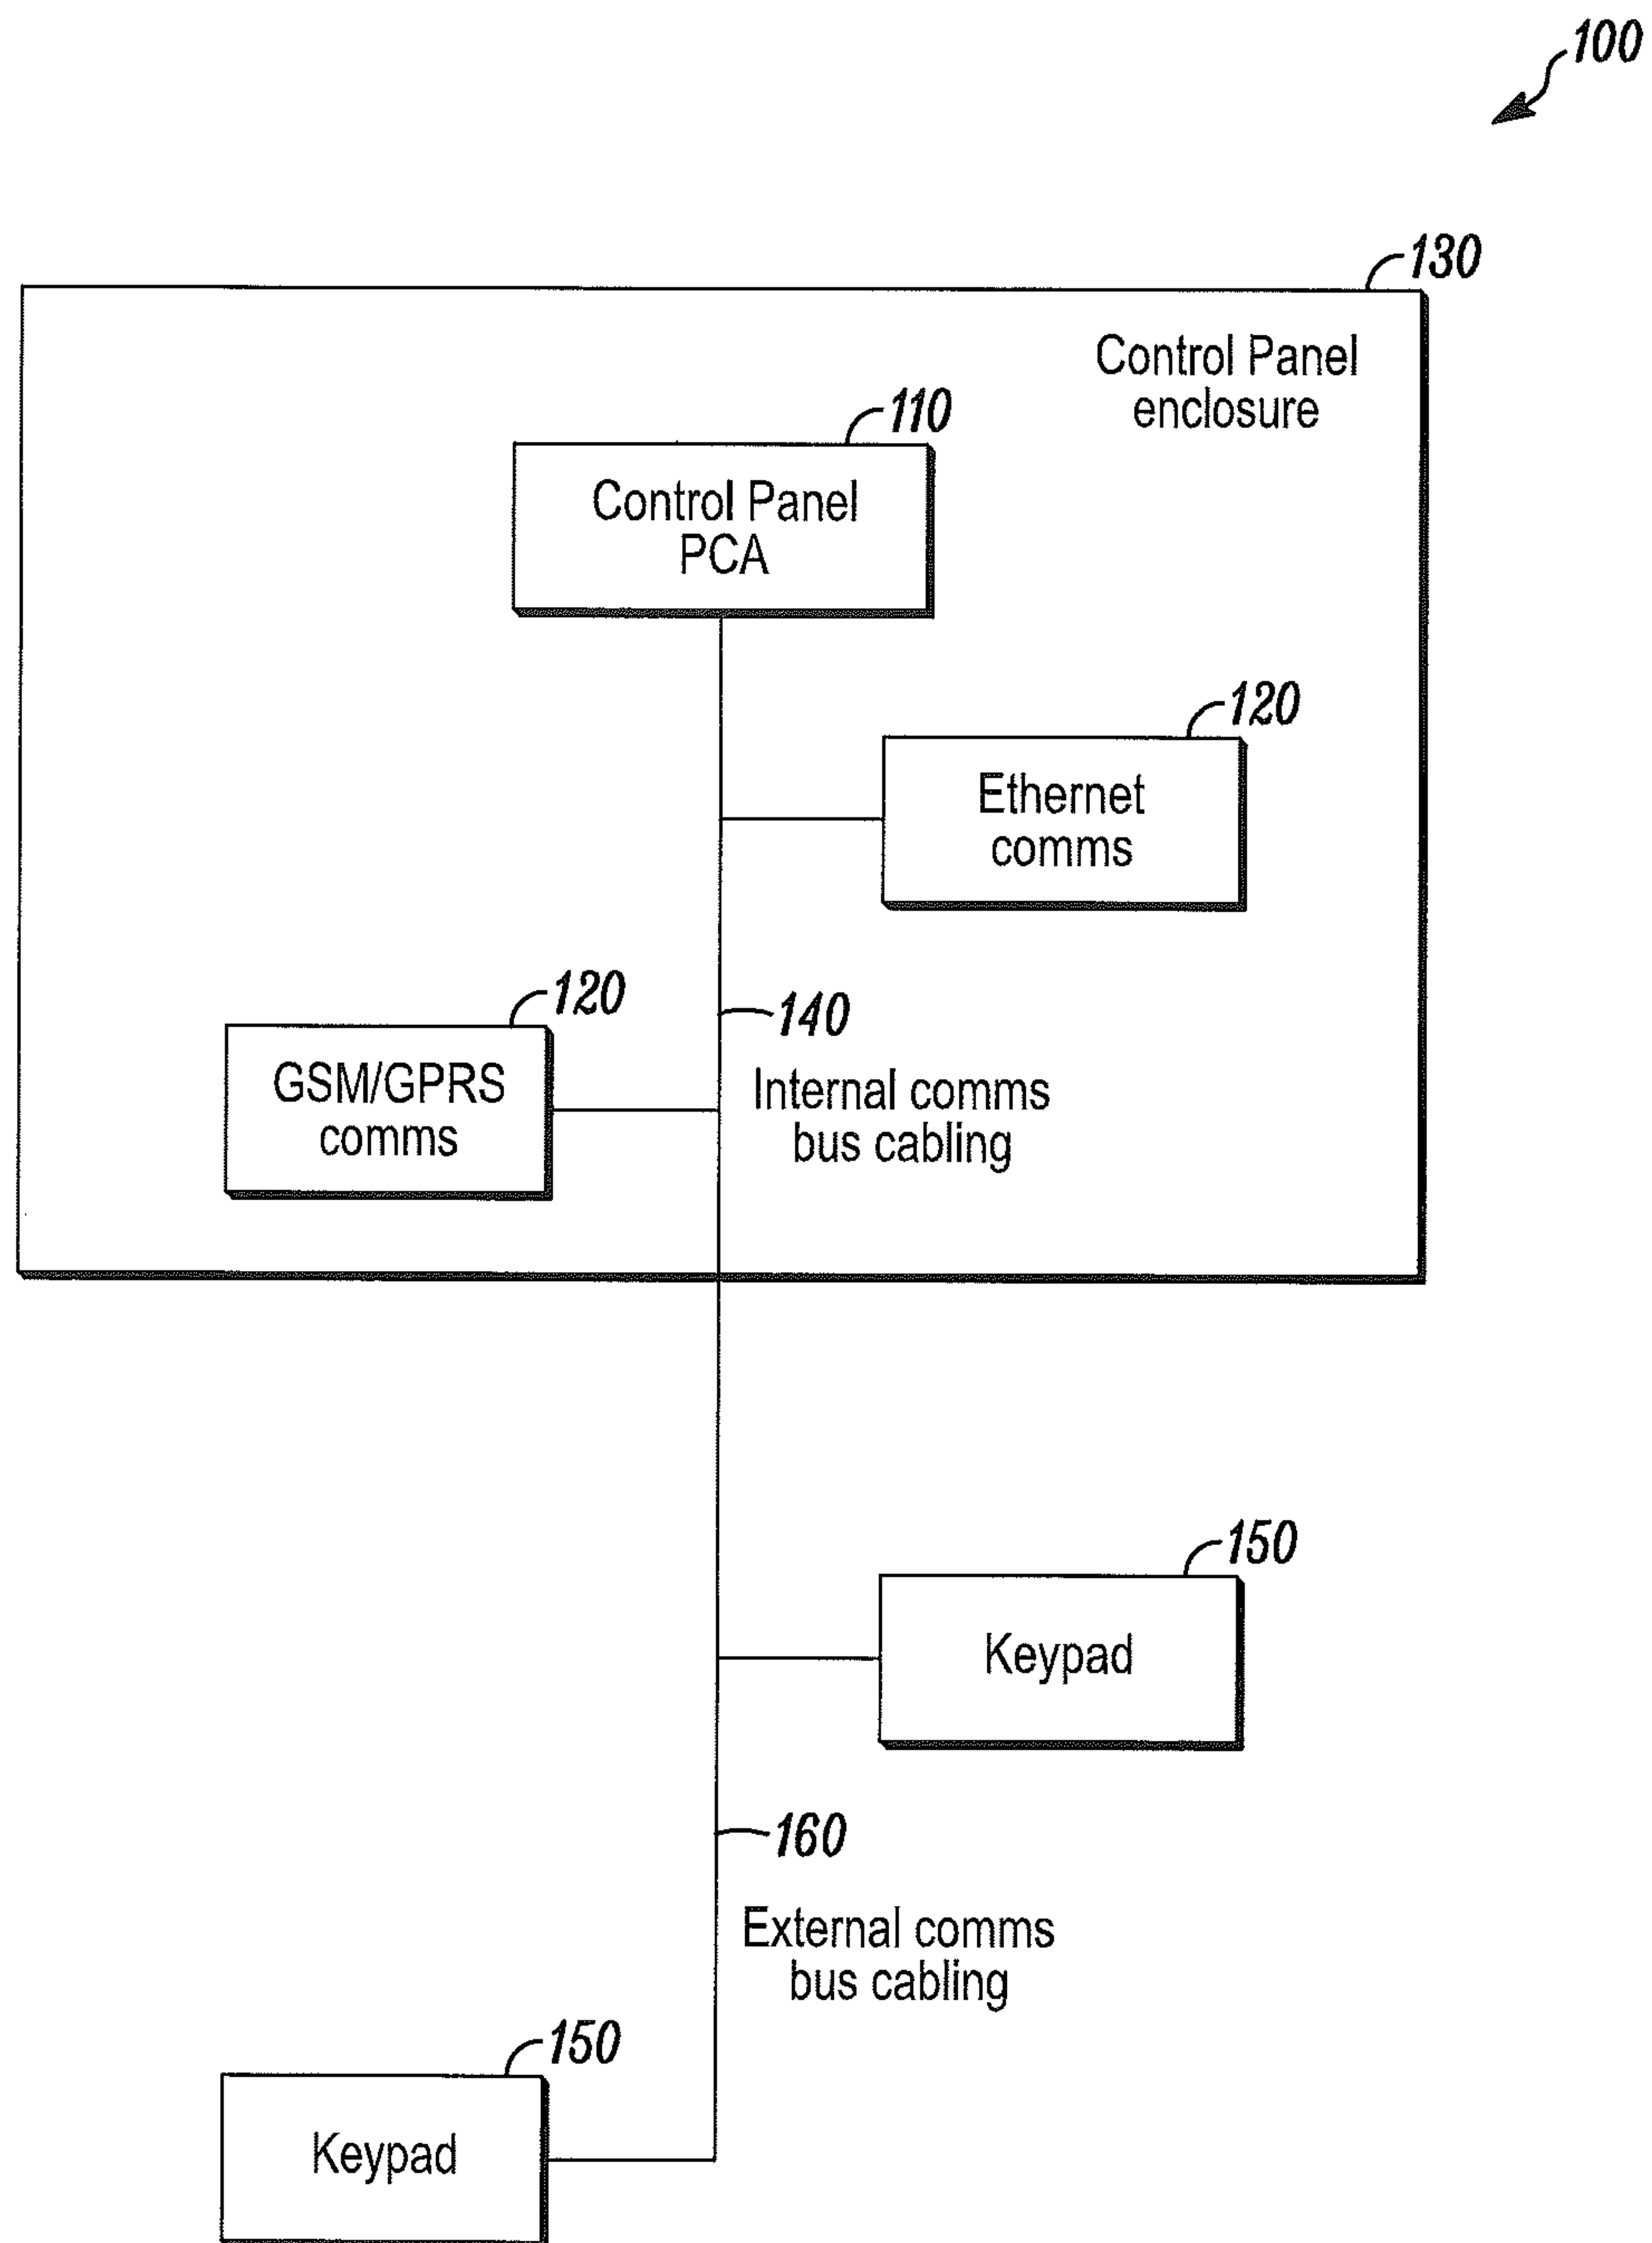 100
130
Control Panel
enclosure
110
Control Panel
PCA
120
Ethernet
comms
120
GSM/GPRS
comms
140
Internal comms
bus cabling
150
Keypad
160
External comms
bus cabling
150
Keypad